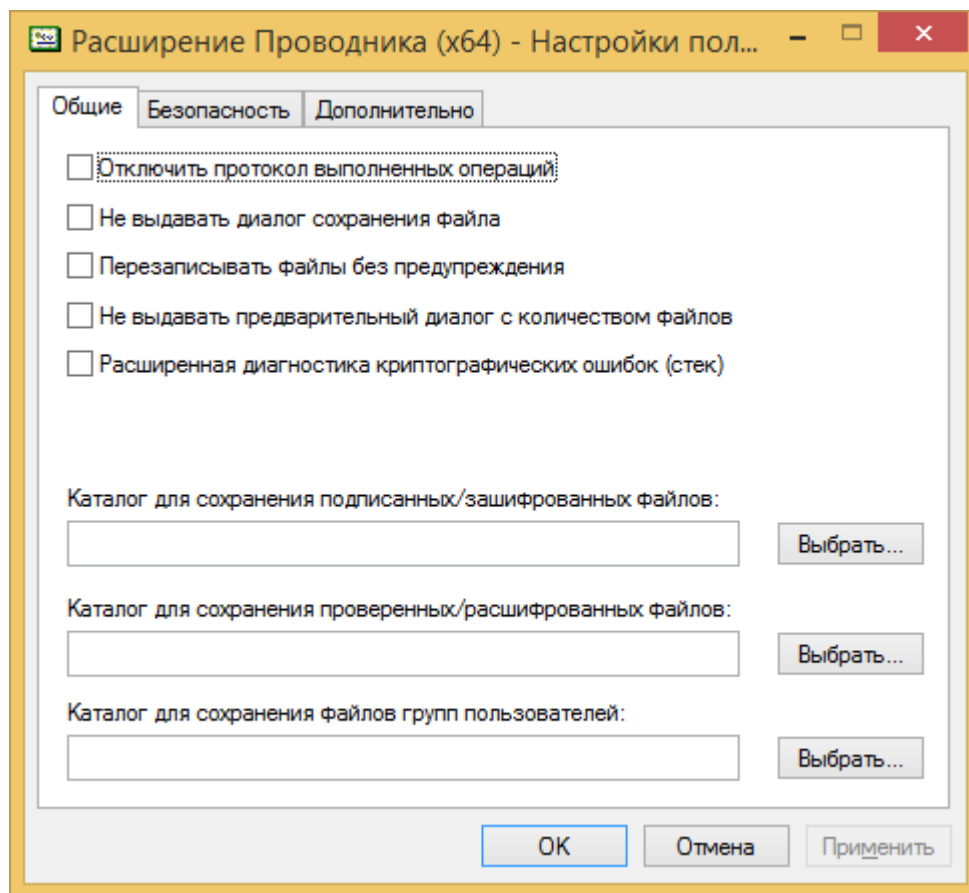 Расширение Проводника (x64) - Настройки пол...
Общие Безопасность Дополнительно
Отключить протокол выполненных операций
Не выдавать диалог сохранения файла
Перезаписывать файлы без предупреждения
Не выдавать предварительный диалог с количеством файлов
Расширенная диагностика криптографических ошибок (стек)
Каталог для сохранения подписанных/зашифрованных файлов:
Выбрать...
Каталог для сохранения проверенных/расшифрованных файлов:
Выбрать...
Каталог для сохранения файлов групп пользователей:
Выбрать...
OK Отмена Применить